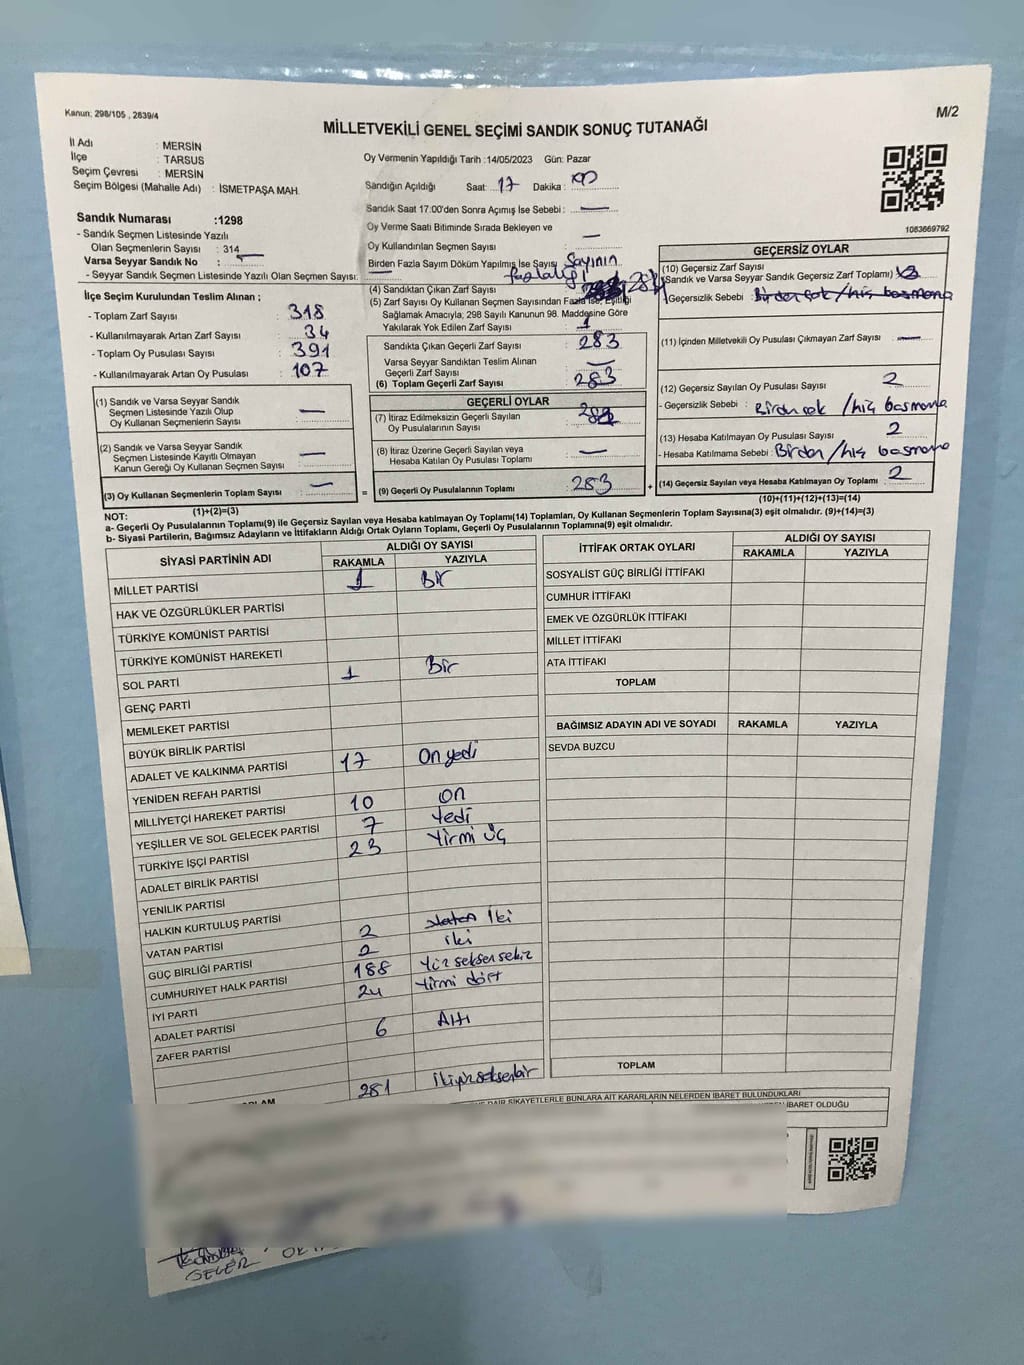 Kanun: 298/105 , 2839/4
M/2
MİLLETVEKİLİ GENEL SEÇİMİ SANDIK SONUÇ TUTANAĞI
İl Adı : MERSİN
İlçe : TARSUS
Seçim Çevresi : MERSİN
Seçim Bölgesi (Mahalle Adı) : İSMETPAŞA MAH.
Sandık Numarası :1298
- Sandık Seçmen Listesinde Yazılı
Olan Seçmenlerin Sayısı : 314
Varsa Seyyar Sandık No :
- Seyyar Sandık Seçmen Listesinde Yazılı Olan Seçmen Sayısı:
Oy Vermenin Yapıldığı Tarih :14/05/2023 Gün: Pazar
Sandığın Açıldığı Saat: 17 Dakika : 00
Sandık Saat 17:00'den Sonra Açımış İse Sebebi : —
Oy Verme Saati Bitiminde Sırada Bekleyen ve
Oy Kullandırılan Seçmen Sayısı : —
Birden Fazla Sayım Döküm Yapılmış İse Sayısı Sayının
fazlalığı
1083669792
İlçe Seçim Kurulundan Teslim Alınan ;
- Toplam Zarf Sayısı : 318
- Kullanılmayarak Artan Zarf Sayısı : 34
- Toplam Oy Pusulası Sayısı : 391
- Kullanılmayarak Artan Oy Pusulası : 107
(1) Sandık ve Varsa Seyyar Sandık
Seçmen Listesinde Yazılı Olup
Oy Kullanan Seçmenlerin Sayısı : —
(2) Sandık ve Varsa Seyyar Sandık
Seçmen Listesinde Kayıtlı Olmayan
Kanun Gereği Oy Kullanan Seçmen Sayısı : —
(3) Oy Kullanan Seçmenlerin Toplam Sayısı : —
(1)+(2)=(3)
(4) Sandıktan Çıkan Zarf Sayısı : 284
(5) Zarf Sayısı Oy Kullanan Seçmen Sayısından Fazla İse, Eşitliği
Sağlamak Amacıyla, 298 Sayılı Kanunun 98. Maddesine Göre
Yakılarak Yok Edilen Zarf Sayısı : 1
Sandıkta Çıkan Geçerli Zarf Sayısı : 283
Varsa Seyyar Sandıktan Teslim Alınan
Geçerli Zarf Sayısı : —
(6) Toplam Geçerli Zarf Sayısı : 283
GEÇERLİ OYLAR
(7) İtiraz Edilmeksizin Geçerli Sayılan
Oy Pusulalarının Sayısı :
(8) İtiraz Üzerine Geçerli Sayılan veya
Hesaba Katılan Oy Pusulası Toplamı : —
= (9) Geçerli Oy Pusulalarının Toplamı : 283 +
GEÇERSİZ OYLAR
(10) Geçersiz Zarf Sayısı
(Sandık ve Varsa Seyyar Sandık Geçersiz Zarf Toplamı) :
- Geçersizlik Sebebi : Birden çok / hiç basmama
(11) İçinden Milletvekili Oy Pusulası Çıkmayan Zarf Sayısı : —
(12) Geçersiz Sayılan Oy Pusulası Sayısı : 2
- Geçersizlik Sebebi : Birden çok / hiç basmama
(13) Hesaba Katılmayan Oy Pusulası Sayısı : 2
- Hesaba Katılmama Sebebi : Birden / hiç basmama
(14) Geçersiz Sayılan veya Hesaba Katılmayan Oy Toplamı : 2
(10)+(11)+(12)+(13)=(14)
NOT:
a- Geçerli Oy Pusulalarının Toplamı(9) ile Geçersiz Sayılan veya Hesaba katılmayan Oy Toplamı(14) Toplamları, Oy Kullanan Seçmenlerin Toplam Sayısına(3) eşit olmalıdır. (9)+(14)=(3)
b- Siyasi Partilerin, Bağımsız Adayların ve İttifakların Aldığı Ortak Oyların Toplamı, Geçerli Oy Pusulalarının Toplamına(9) eşit olmalıdır.
SİYASİ PARTİNİN ADI ALDIĞI OY SAYISI
RAKAMLA YAZIYLA
MİLLET PARTİSİ 1 Bir
HAK VE ÖZGÜRLÜKLER PARTİSİ
TÜRKİYE KOMÜNİST PARTİSİ
TÜRKİYE KOMÜNİST HAREKETİ
SOL PARTİ 1 Bir
GENÇ PARTİ
MEMLEKET PARTİSİ
BÜYÜK BİRLİK PARTİSİ
ADALET VE KALKINMA PARTİSİ 17 On yedi
YENİDEN REFAH PARTİSİ
MİLLİYETÇİ HAREKET PARTİSİ 10 On
YEŞİLLER VE SOL GELECEK PARTİSİ 7 Yedi
TÜRKİYE İŞÇİ PARTİSİ 23 Yirmi üç
ADALET BİRLİK PARTİSİ
YENİLİK PARTİSİ
HALKIN KURTULUŞ PARTİSİ
VATAN PARTİSİ 2 İki
GÜÇ BİRLİĞİ PARTİSİ 2 iki
CUMHURİYET HALK PARTİSİ 188 Yüz seksen sekiz
İYİ PARTİ 24 Yirmi dört
ADALET PARTİSİ
ZAFER PARTİSİ 6 Altı
281 İkiyüzseksenbir
İTTİFAK ORTAK OYLARI ALDIĞI OY SAYISI
RAKAMLA YAZIYLA
SOSYALİST GÜÇ BİRLİĞİ İTTİFAKI
CUMHUR İTTİFAKI
EMEK VE ÖZGÜRLÜK İTTİFAKI
MİLLET İTTİFAKI
ATA İTTİFAKI
TOPLAM
BAĞIMSIZ ADAYIN ADI VE SOYADI RAKAMLA YAZIYLA
SEVDA BUZCU
TOPLAM
DAİR ŞİKAYETLERLE BUNLARA AİT KARARLARIN NELERDEN İBARET BULUNDUKLARI
İBARET OLDUĞU